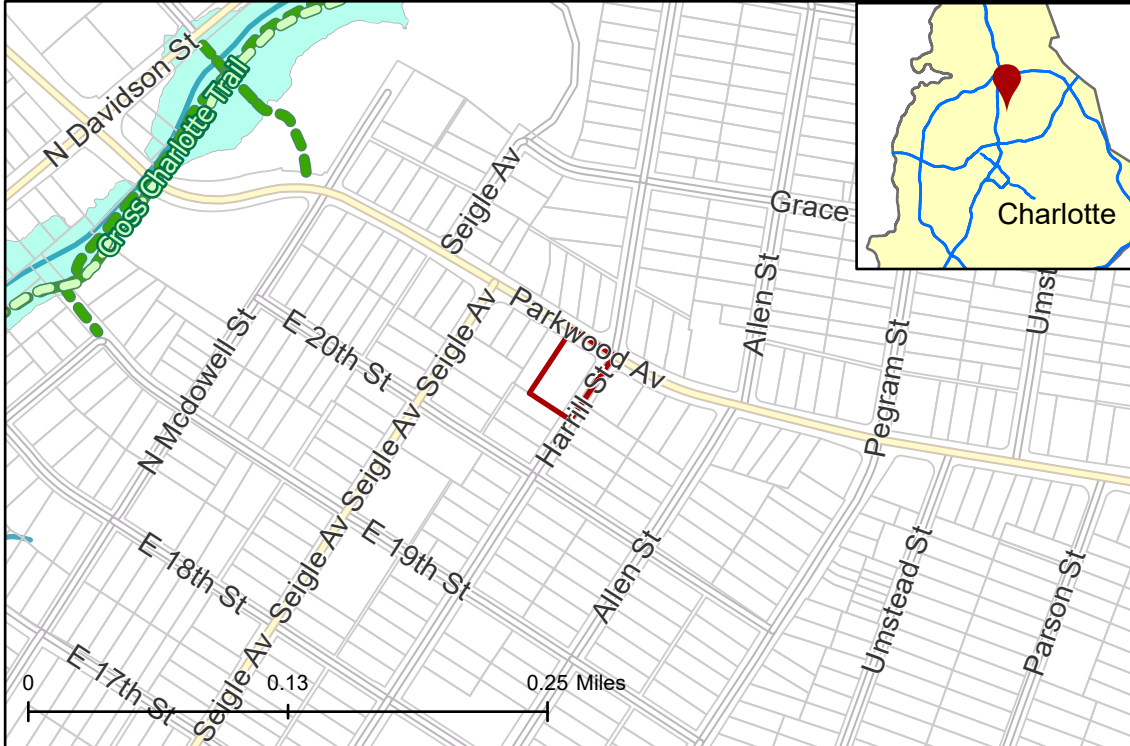 N Davidson St
Cross Charlotte Trail
Seigle Av
Grace
Charlotte
Umst
Allen St
Parkwood Av
Pegram St
E 20th St
Seigle Av
N Mcdowell St
Harrill St
Seigle Av
E 19th St
Seigle Av
Allen St
E 18th St
Seigle Av
Umstead St
Parson St
E 17th St
Seigle Av
0
0.13
0.25 Miles